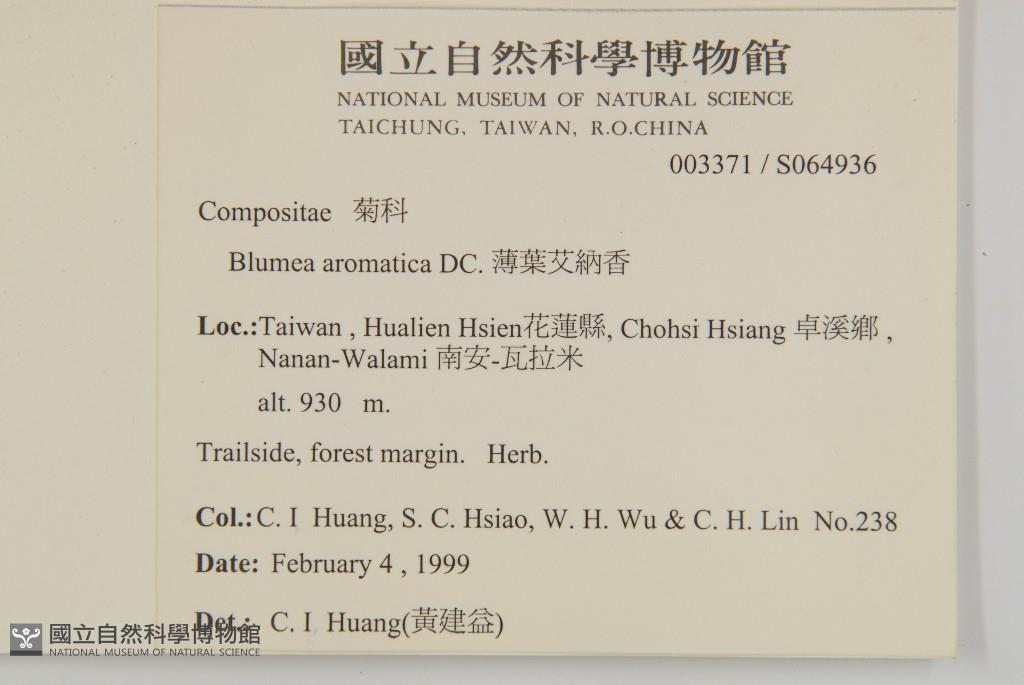 國立自然科學博物館
NATIONAL MUSEUM OF NATURAL SCIENCE
TAICHUNG, TAIWAN, R.O.CHINA
003371 / S064936
Compositae 菊科
Blumea aromatica DC. 薄葉艾納香
Loc.:Taiwan , Hualien Hsien花蓮縣, Chohsi Hsiang 卓溪鄉 ,
Nanan-Walami 南安-瓦拉米
alt. 930 m.
Trailside, forest margin. Herb.
Col.:C. I Huang, S. C. Hsiao, W. H. Wu & C. H. Lin No.238
Date: February 4 , 1999
Det.: C. I Huang(黃建益)
國立自然科學博物館
NATIONAL MUSEUM OF NATURAL SCIENCE